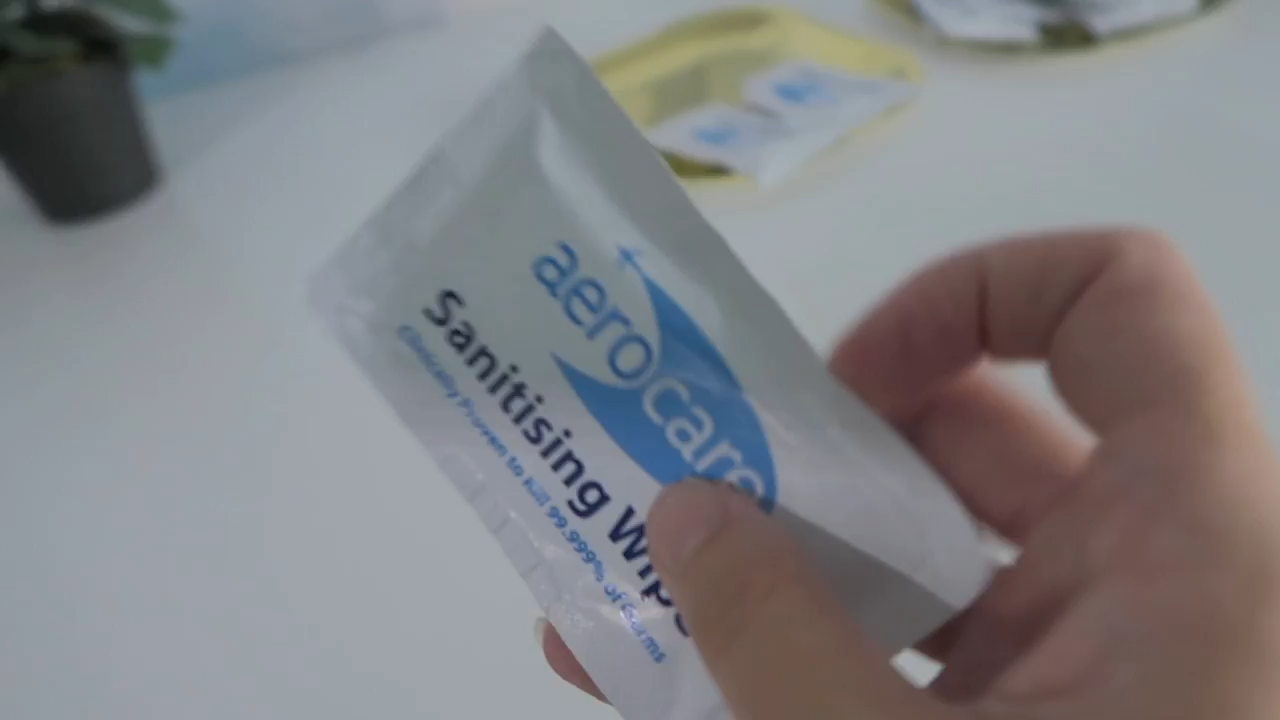 aerocare
Sanitising Wipe
Clinically Proven to kill 99.999% of Germs